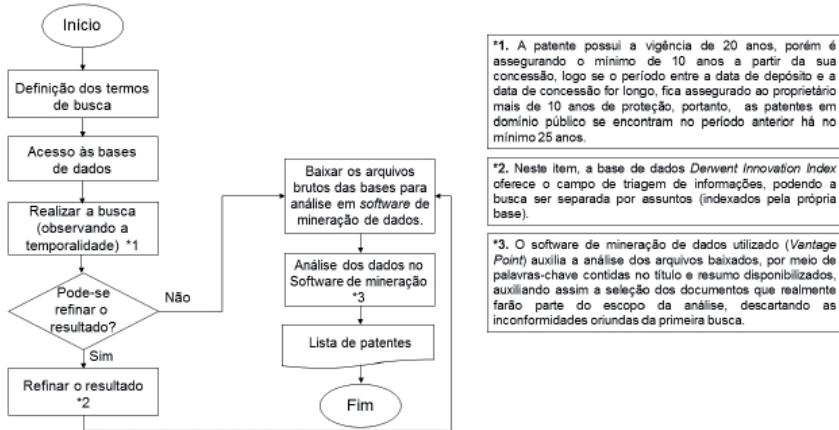 Início
Definição dos termos
de busca
Acesso às bases
de dados
Realizar a busca
(observando a
temporalidade) *1
Pode-se
refinar o
resultado?
Não
Sim
Refinar o resultado
*2
Baixar os arquivos
brutos das bases para
análise em software de
mineração de dados.
Análise dos dados no
Software de mineração
*3
Lista de patentes
Fim
*1. A patente possui a vigência de 20 anos, porém é
assegurando o mínimo de 10 anos a partir da sua
concessão, logo se o período entre a data de depósito e a
data de concessão for longo, fica assegurado ao proprietário
mais de 10 anos de proteção, portanto, as patentes em
domínio público se encontram no período anterior há no
mínimo 25 anos.
*2. Neste item, a base de dados Derwent Innovation Index
oferece o campo de triagem de informações, podendo a
busca ser separada por assuntos (indexados pela própria
base).
*3. O software de mineração de dados utilizado (Vantage
Point) auxilia a análise dos arquivos baixados, por meio de
palavras-chave contidas no título e resumo disponibilizados,
auxiliando assim a seleção dos documentos que realmente
farão parte do escopo da análise, descartando as
inconformidades oriundas da primeira busca.